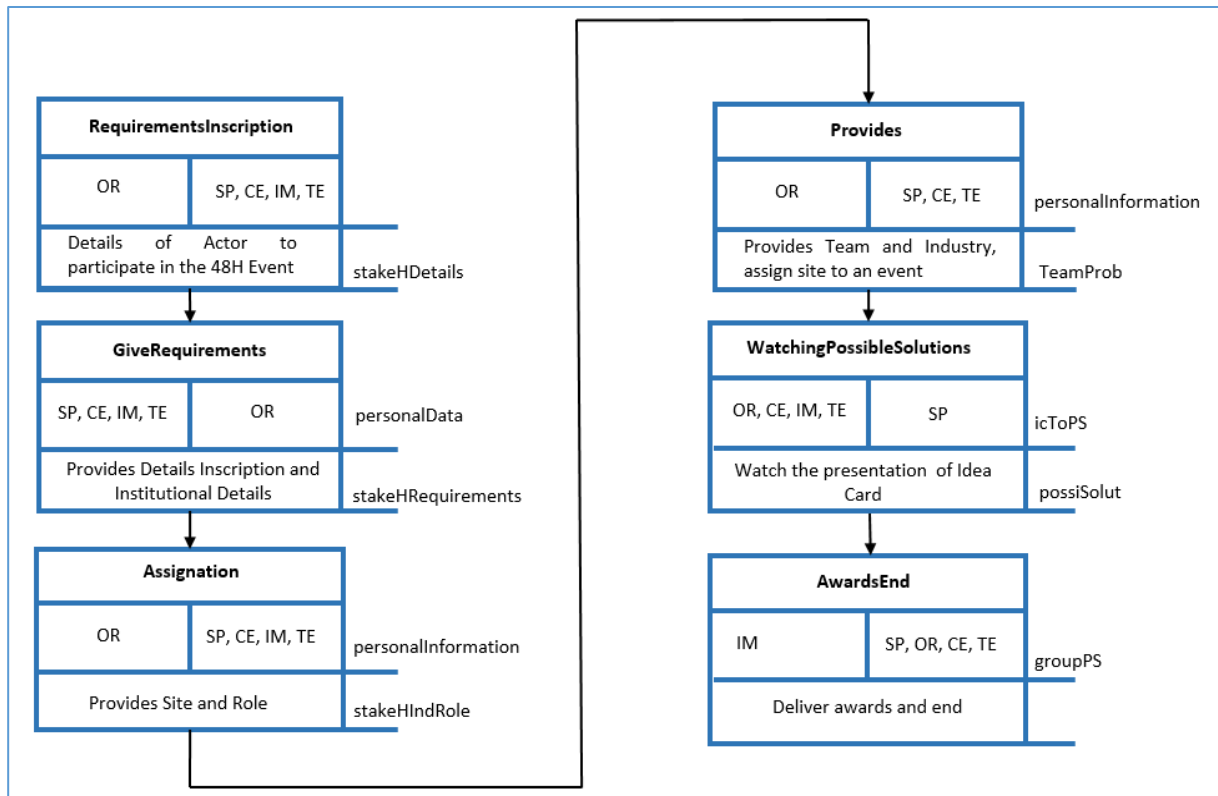 RequirementsInscription
OR
SP, CE, IM, TE
Details of Actor to
participate in the 48H Event
stakeHDetails
GiveRequirements
SP, CE, IM, TE
OR
personalData
Provides Details Inscription and
Institutional Details
stakeHRequirements
Assignation
OR
SP, CE, IM, TE
personalInformation
Provides Site and Role
stakeHIndRole
Provides
OR
SP, CE, TE
personalInformation
Provides Team and Industry,
assign site to an event
TeamProb
WatchingPossibleSolutions
OR, CE, IM, TE
SP
icToPS
Watch the presentation of Idea
Card
possiSolut
AwardsEnd
IM
SP, OR, CE, TE
groupPS
Deliver awards and end